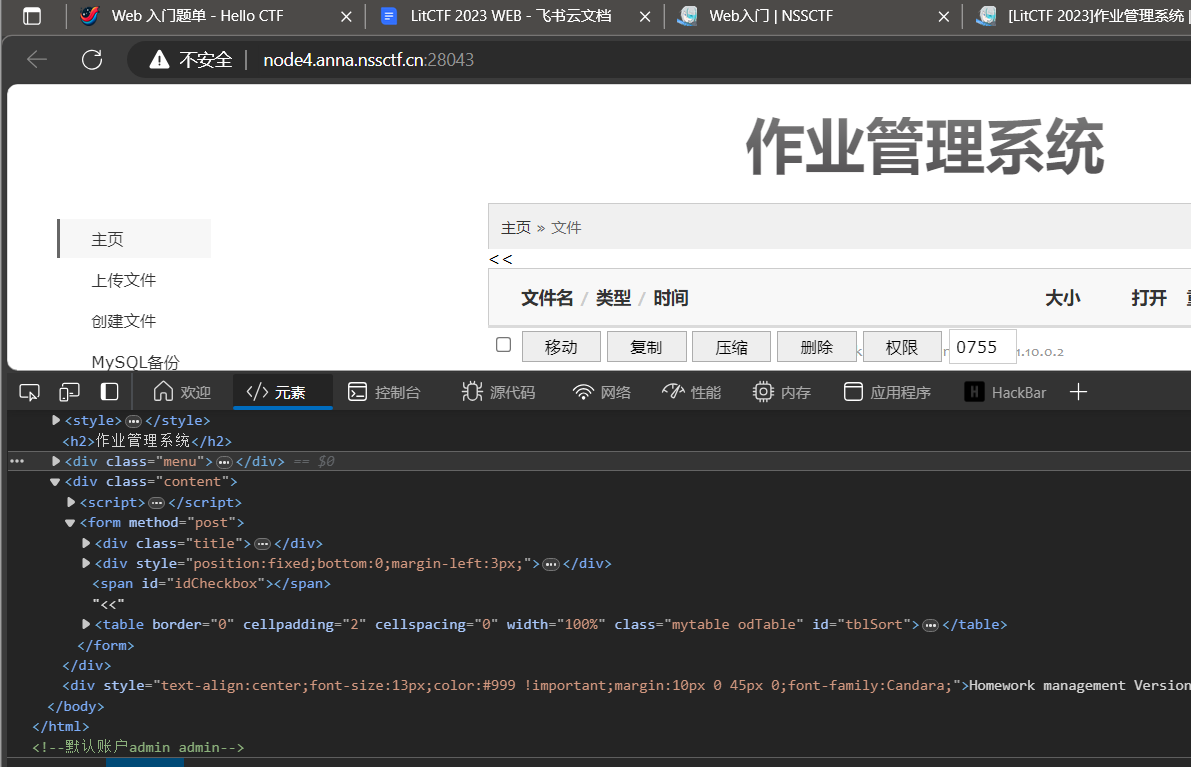 Web 入门题单 - Hello CTF
LitCTF 2023 WEB - 飞书云文档
Web入门 | NSSCTF
[LitCTF 2023]作业管理系统 |
不安全 node4.anna.nssctf.cn:28043
作业管理系统
主页
上传文件
创建文件
MySQL备份
主页 » 文件
<<
文件名 / 类型 / 时间 大小 打开
移动 复制 压缩 删除 权限 0755 1.10.0.2
欢迎 </> 元素 控制台 源代码 网络 性能 内存 应用程序 H HackBar
<style>…</style>
<h2>作业管理系统</h2>
<div class="menu">…</div> == $0
<div class="content">
<script>…</script>
<form method="post">
<div class="title">…</div>
<div style="position:fixed;bottom:0;margin-left:3px;">…</div>
<span id="idCheckbox"></span>
"<<"
<table border="0" cellpadding="2" cellspacing="0" width="100%" class="mytable odTable" id="tblSort">…</table>
</form>
</div>
<div style="text-align:center;font-size:13px;color:#999 !important;margin:10px 0 45px 0;font-family:Candara;">Homework management Version
</body>
</html>
<!--默认账户admin admin-->